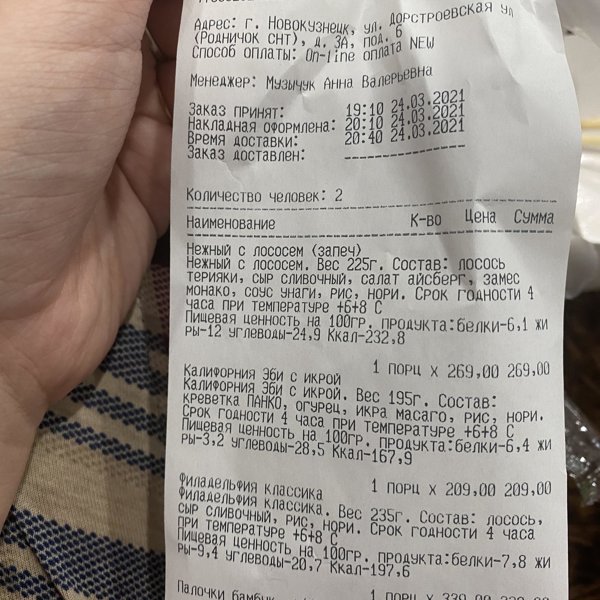 Адрес: г. Новокузнецк, ул. Дорстроевская ул
(Родничок СНТ), д. 3А, под. 6
Способ оплаты: On-line оплата NEW
Менеджер: Музычук Анна Валерьевна
Заказ принят: 19:10 24.03.2021
Накладная оформлена: 20:10 24.03.2021
Время доставки: 20:40 24.03.2021
Заказ доставлен:
Количество человек: 2
Наименование К-во Цена Сумма
Нежный с лососем (запеч)
Нежный с лососем. Вес 225г. Состав: лосось
терияки, сыр сливочный, салат айсберг, замес
монако, соус унаги, рис, нори. Срок годности 4
часа при температуре +6+8 С
Пищевая ценность на 100гр. продукта:белки-6,1 жи
ры-12 углеводы-24,9 Ккал-232,8
1 порц x 269,00 269,00
Калифорния Эби с икрой
Калифорния Эби с икрой. Вес 195г. Состав:
креветка ПАНКО, огурец, икра масаго, рис, нори.
Срок годности 4 часа при температуре +6+8 С
Пищевая ценность на 100гр. продукта:белки-6,4 жи
ры-3,2 углеводы-28,5 Ккал-167,9
1 порц x 209,00 209,00
Филадельфия классика
Филадельфия классика. Вес 235г. Состав: лосось,
сыр сливочный, рис, нори. Срок годности 4 часа
при температуре +6+8 С
Пищевая ценность на 100гр. продукта:белки-7,8 жи
ры-9,4 углеводы-20,7 Ккал-197,6
1 порц x 339,00
Палочки